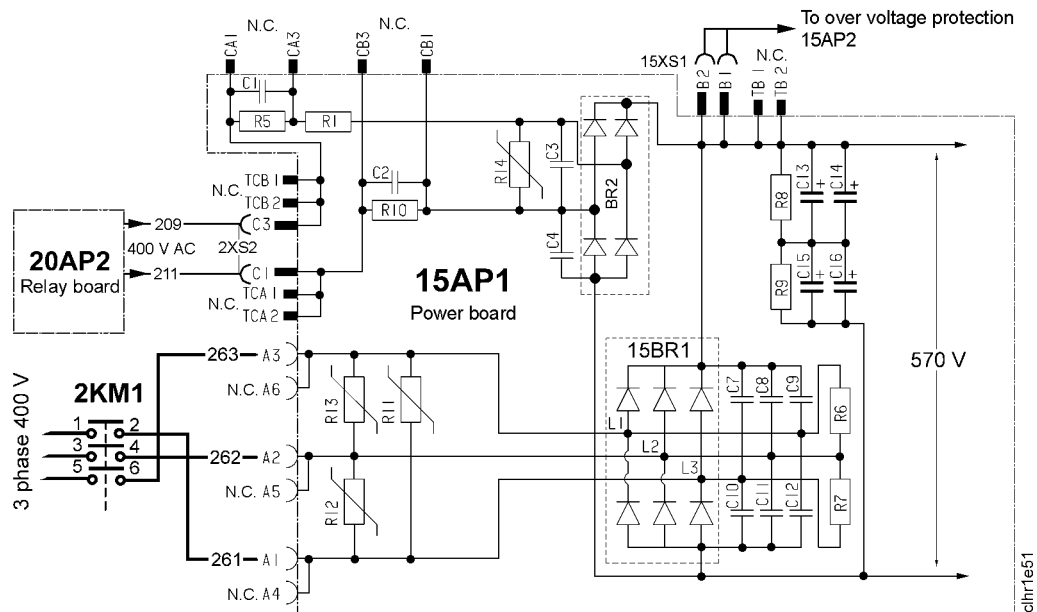 CA1
N.C.
CA3
CB3
N.C.
CB1
To over voltage protection
15AP2
15XS1
B2
B1
TB1
N.C.
TB2
C1
R5
R1
C2
R10
R14
C3
C4
BR2
R8
R9
C13
C14
C15
C16
TCB1
N.C.
TCB2
209
C3
400 V AC
2XS2
211
C1
N.C.
TCA1
TCA2
20AP2
Relay board
15AP1
Power board
570 V
15BR1
263
A3
N.C. A6
2KM1
3 phase 400 V
1
2
3
4
5
6
262
A2
N.C. A5
261
A1
N.C. A4
R13
R11
R12
L1
L2
L3
C7
C8
C9
C10
C11
C12
R6
R7
clhr1e51